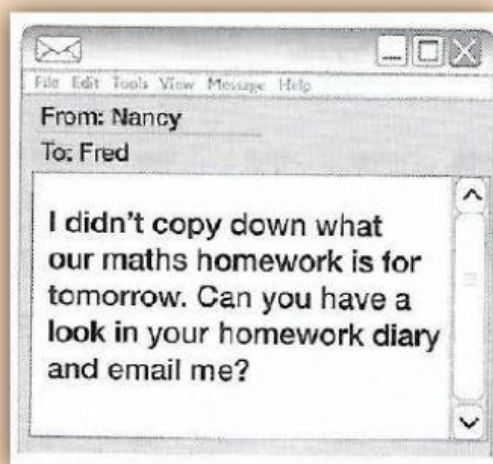 File Edit Tools View Message Help
From: Nancy
To: Fred
I didn't copy down what
our maths homework is for
tomorrow. Can you have a
look in your homework diary
and email me?